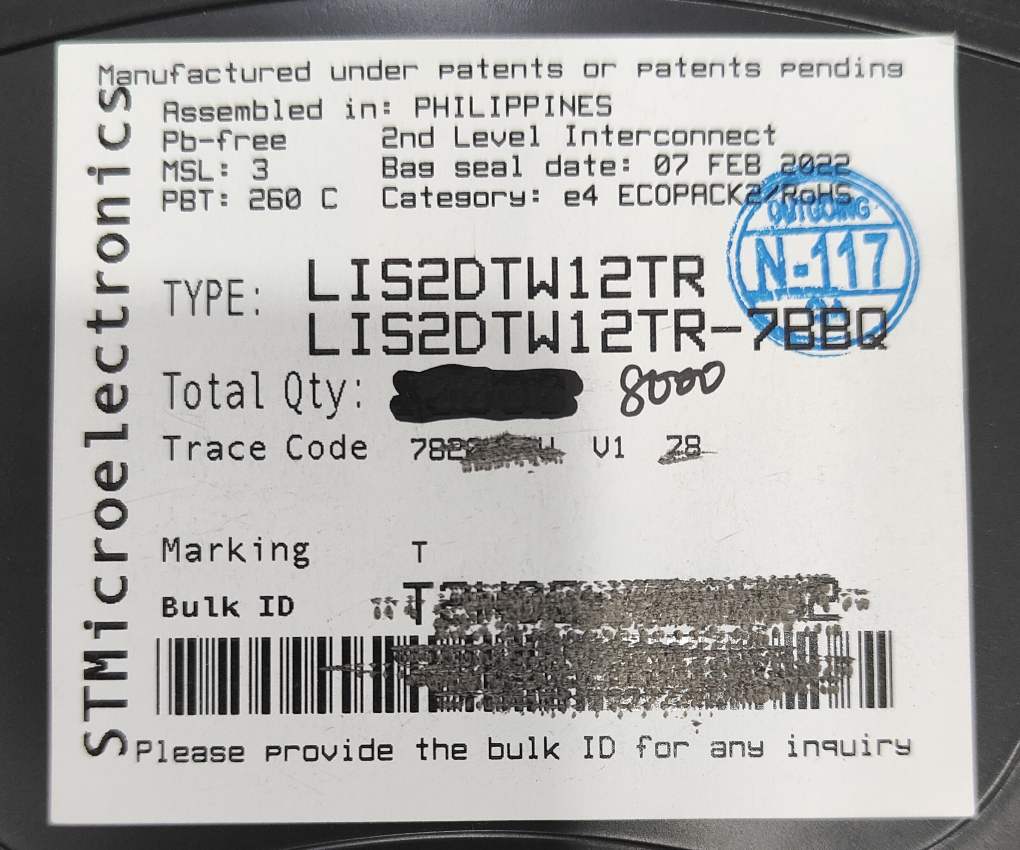 Manufactured under patents or patents pending
STMicroelectronics
Assembled in: PHILIPPINES
Pb-free 2nd Level Interconnect
MSL: 3 Bag seal date: 07 FEB 2022
PBT: 260 C Category: e4 ECOPACK2/RoHS
OUTGOING
N-117
TYPE: LIS2DTW12TR
LIS2DTW12TR-7BBQ
Total Qty: 8000
Trace Code V1 Z8
Marking T
Bulk ID
Please provide the bulk ID for any inquiry